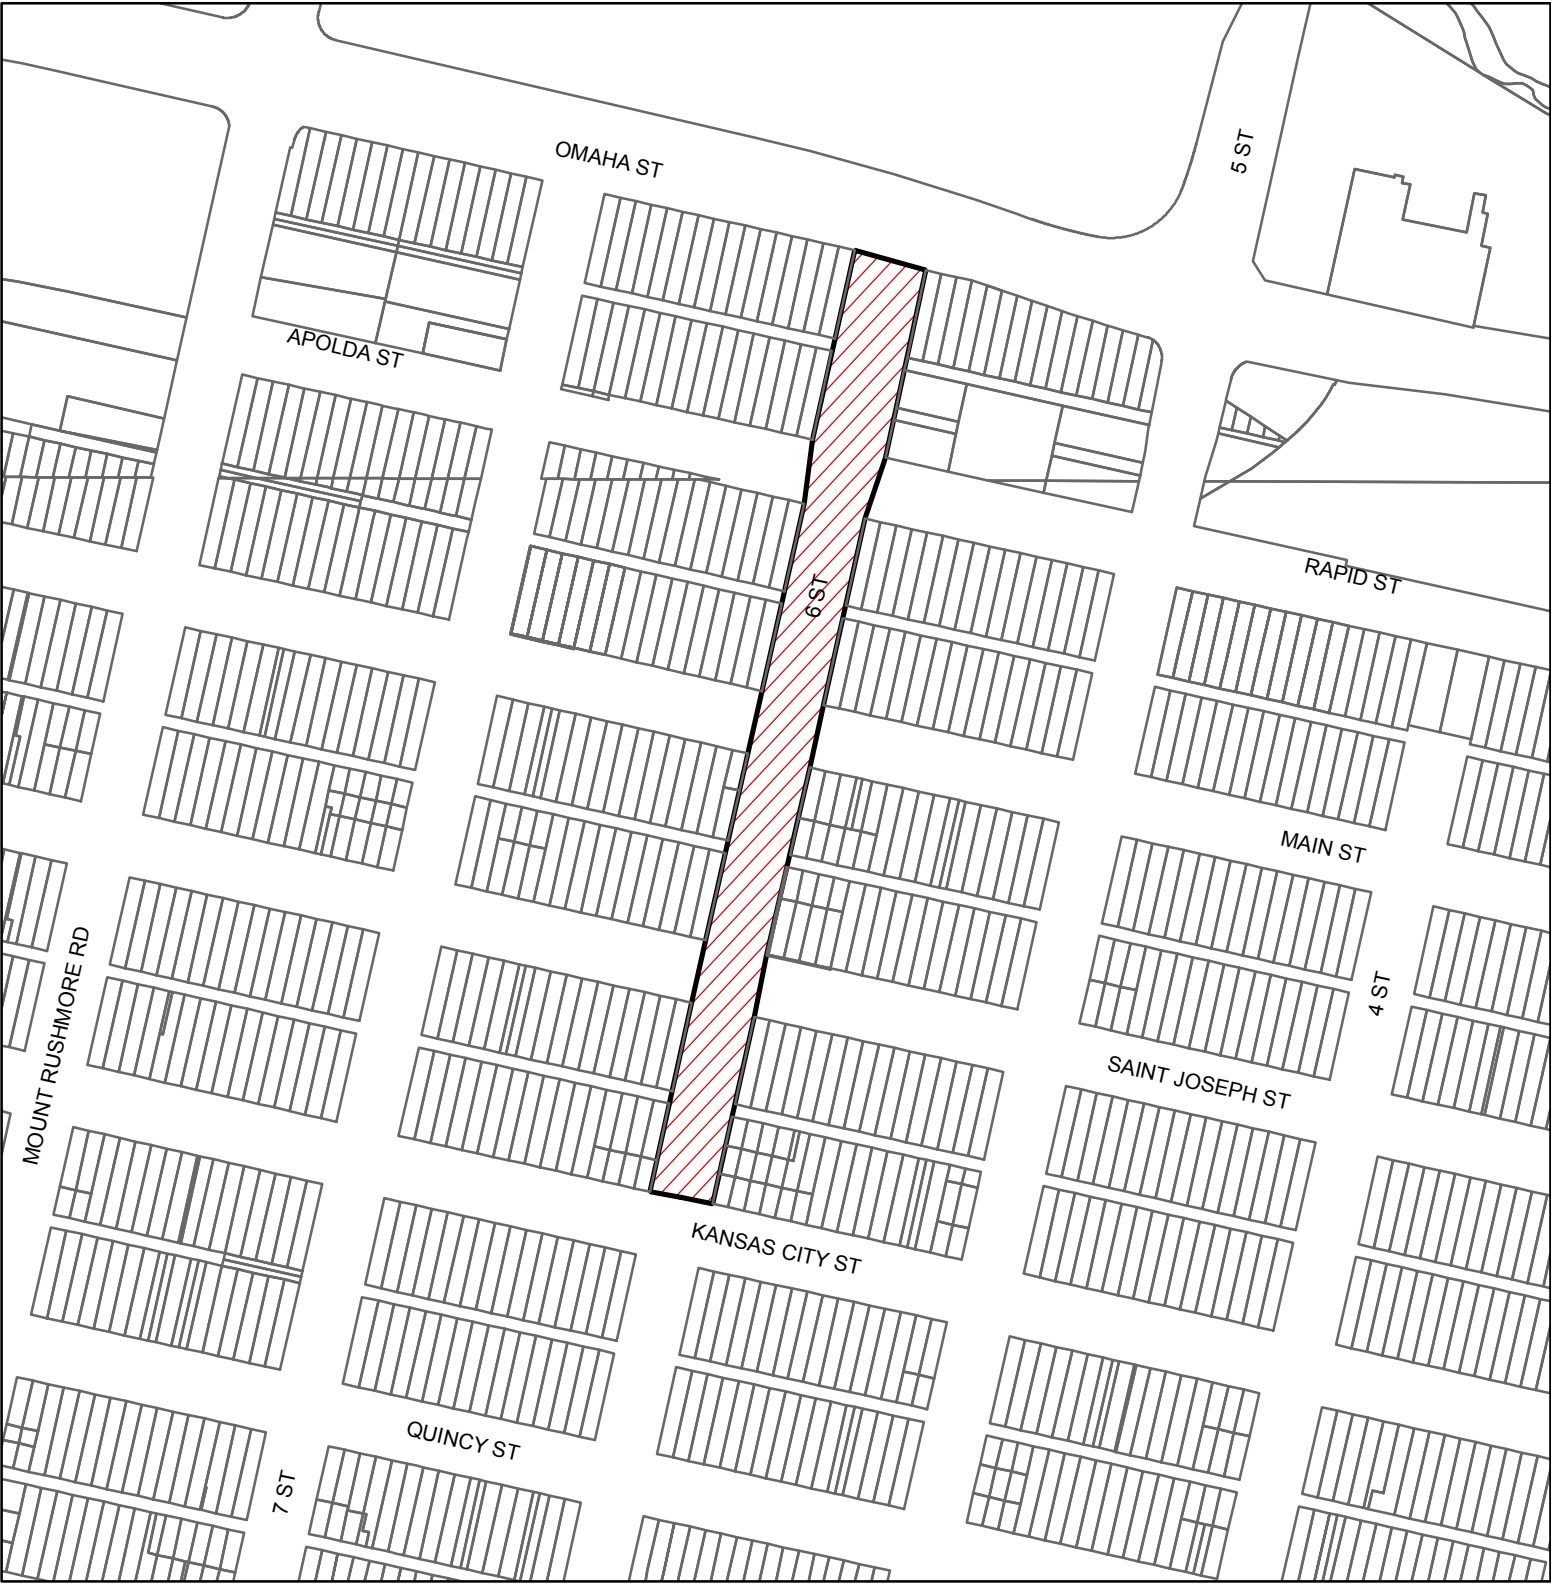 5 ST
OMAHA ST
APOLDA ST
RAPID ST
6 ST
MAIN ST
MOUNT RUSHMORE RD
4 ST
SAINT JOSEPH ST
KANSAS CITY ST
QUINCY ST
7 ST